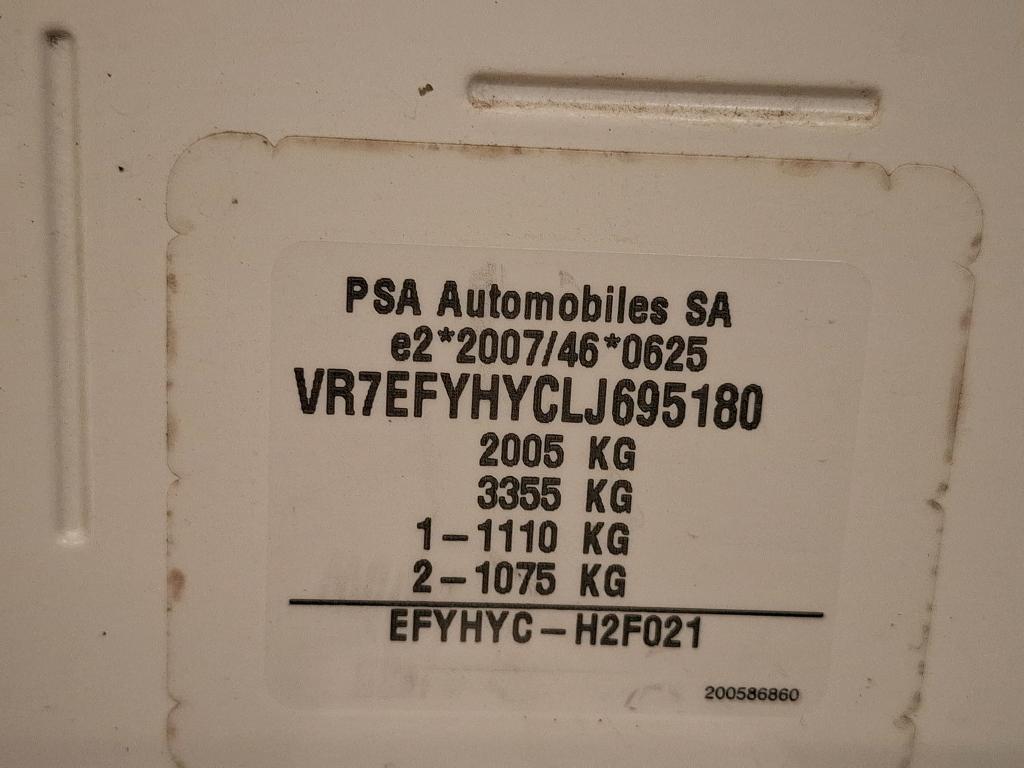 PSA Automobiles SA
e2*2007/46*0625
VR7EFYHYCLJ695180
2005 KG
3355 KG
1-1110 KG
2-1075 KG
EFYHYC-H2F021
200586860